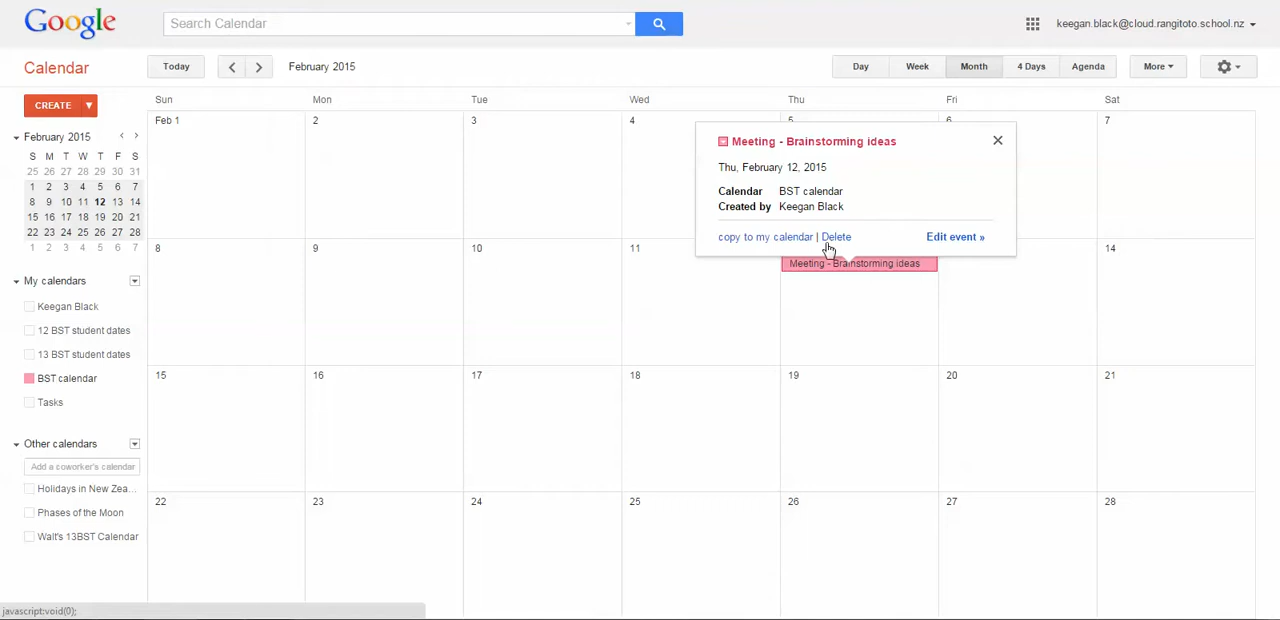 Google
Search Calendar
keegan.black@cloud.rangitoto.school.nz
Calendar
Today
February 2015
Day
Week
Month
4 Days
Agenda
More
CREATE
February 2015
S M T W T F S
25 26 27 28 29 30 31
1 2 3 4 5 6 7
8 9 10 11 12 13 14
15 16 17 18 19 20 21
22 23 24 25 26 27 28
1 2 3 4 5 6 7
My calendars
Keegan Black
12 BST student dates
13 BST student dates
BST calendar
Tasks
Other calendars
Add a coworker's calendar
Holidays in New Zea...
Phases of the Moon
Walt's 13BST Calendar
Sun Mon Tue Wed Thu Fri Sat
Feb 1 2 3 4 5 6 7
Meeting - Brainstorming ideas
Thu, February 12, 2015
Calendar BST calendar
Created by Keegan Black
copy to my calendar | Delete
Edit event »
8 9 10 11 14
Meeting - Brainstorming ideas
15 16 17 18 19 20 21
22 23 24 25 26 27 28
javascript:void(0);